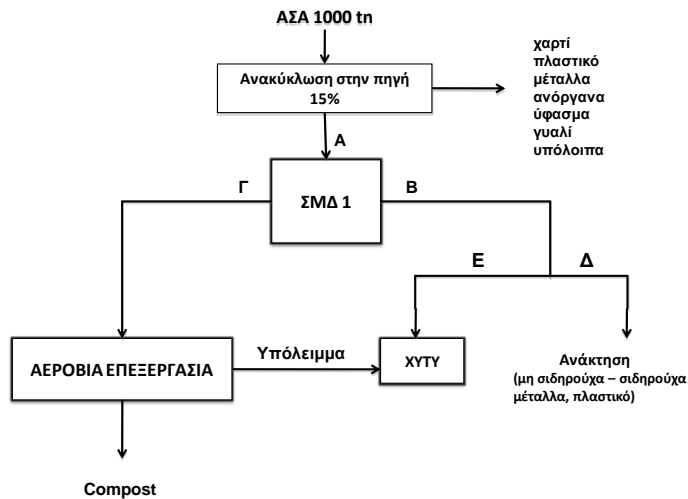 ΑΣΑ 1000 tn
Ανακύκλωση στην πηγή
15%
χαρτί
πλαστικό
μέταλλα
ανόργανα
ύφασμα
γυαλί
υπόλοιπα
Α
Γ
ΣΜΔ 1
Β
Ε
Δ
ΑΕΡΟΒΙΑ ΕΠΕΞΕΡΓΑΣΙΑ
Υπόλειμμα
ΧΥΤΥ
Ανάκτηση
(μη σιδηρούχα – σιδηρούχα
μέταλλα, πλαστικό)
Compost